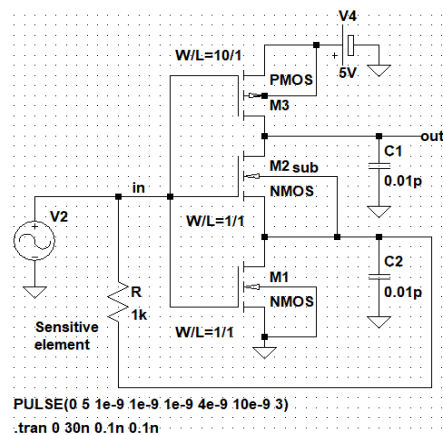 V4
W/L=10/1
+
PMOS
5V
M3
out
C1
M2 sub
0.01p
NMOS
in
V2
+
W/L=1/1
C2
M1
0.01p
R
NMOS
1k
Sensitive
element
W/L=1/1
PULSE(0 5 1e-9 1e-9 1e-9 4e-9 10e-9 3)
.tran 0 30n 0.1n 0.1n